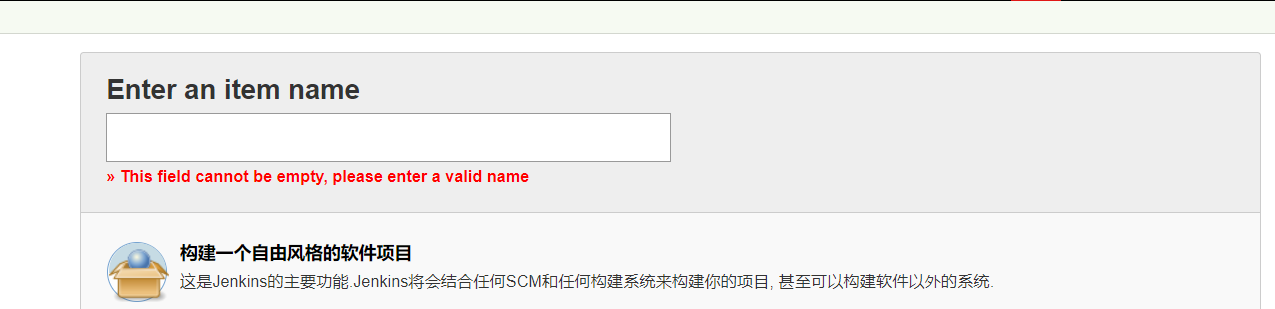 Enter an item name
» This field cannot be empty, please enter a valid name
构建一个自由风格的软件项目
这是Jenkins的主要功能.Jenkins将会结合任何SCM和任何构建系统来构建你的项目, 甚至可以构建软件以外的系统.